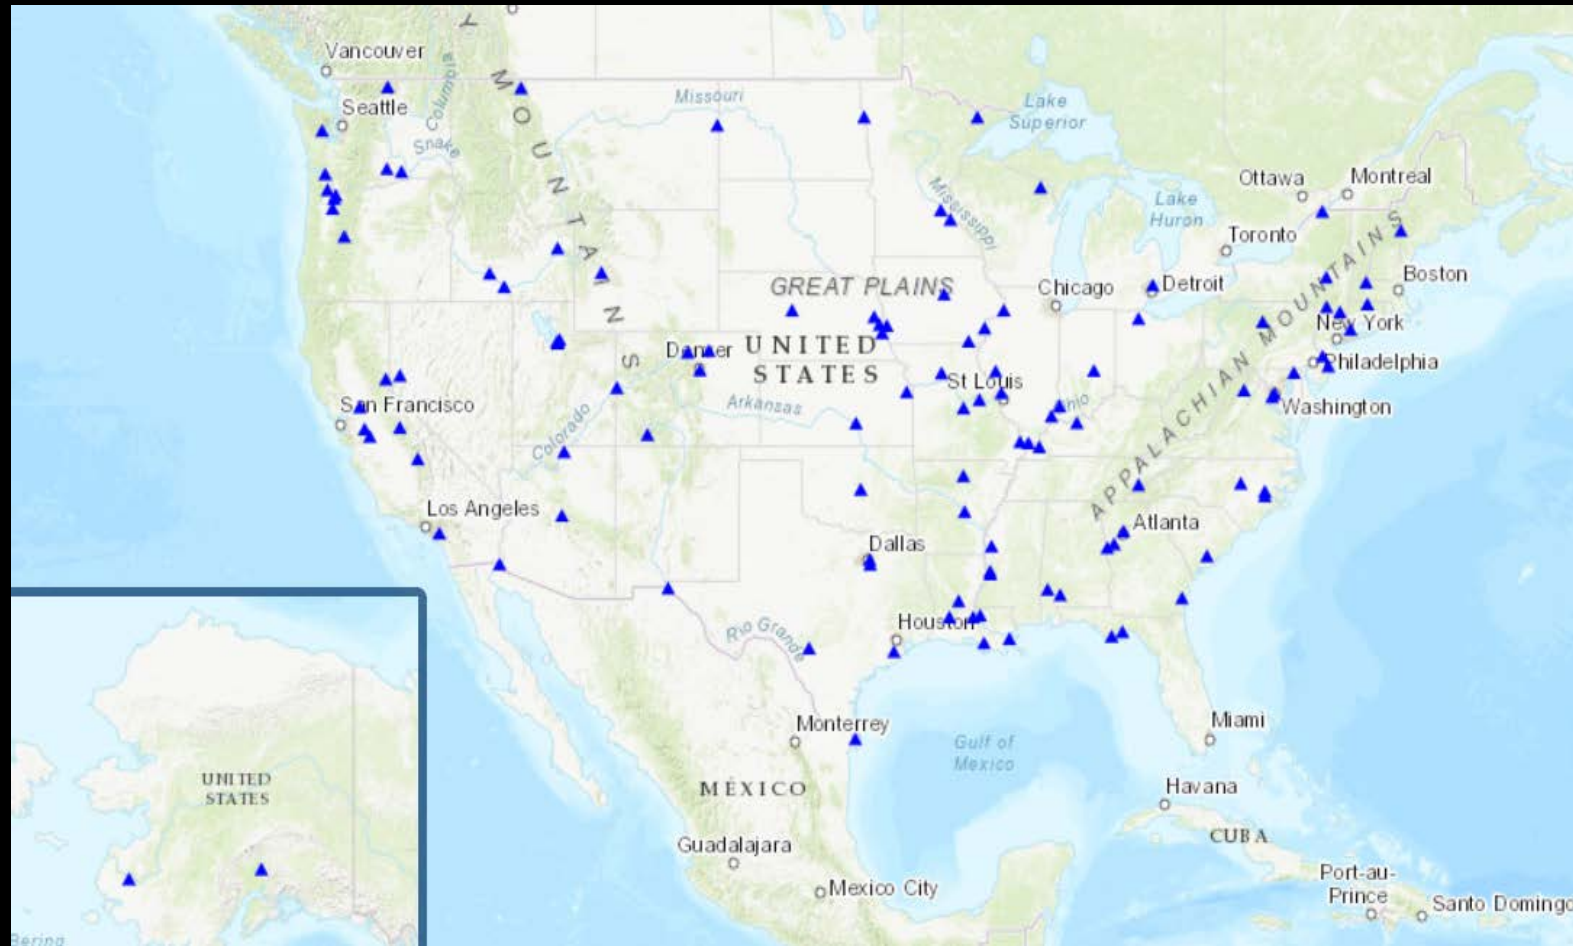 Vancouver
Columbia
MOUNTAINS
Seattle
Snake
Missouri
Lake
Superior
Mississippi
Ottawa
Montreal
Lake
Huron
Toronto
GREAT PLAINS
Chicago
Detroit
Boston
APPALACHIAN MOUNTAINS
New York
Denver
UNITED
STATES
Philadelphia
St Louis
Ohio
San Francisco
Arkansas
Washington
Colorado
Los Angeles
Atlanta
Dallas
Houston
Rio Grande
Monterrey
Gulf of
Mexico
Miami
UNITED
STATES
MÉXICO
Havana
CUBA
Guadalajara
Mexico City
Port-au-
Prince
Santo Domingo
Bering